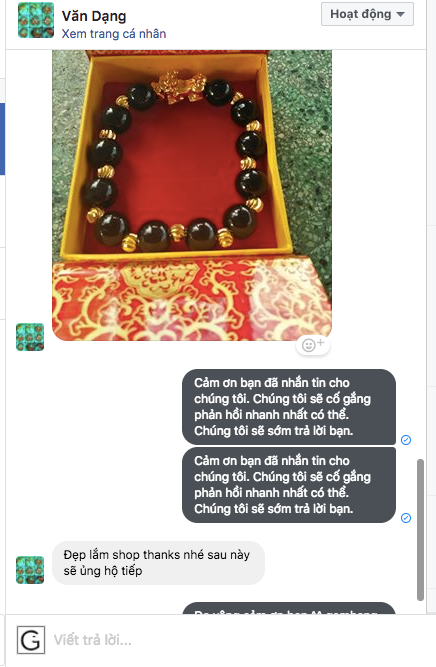 Văn Dạng
Hoạt động
Xem trang cá nhân
Cảm ơn bạn đã nhắn tin cho
chúng tôi. Chúng tôi sẽ cố gắng
phản hồi nhanh nhất có thể.
Chúng tôi sẽ sớm trả lời bạn.
Cảm ơn bạn đã nhắn tin cho
chúng tôi. Chúng tôi sẽ cố gắng
phản hồi nhanh nhất có thể.
Chúng tôi sẽ sớm trả lời bạn.
Đẹp lắm shop thanks nhé sau này
sẽ ủng hộ tiếp
G
Viết trả lời...